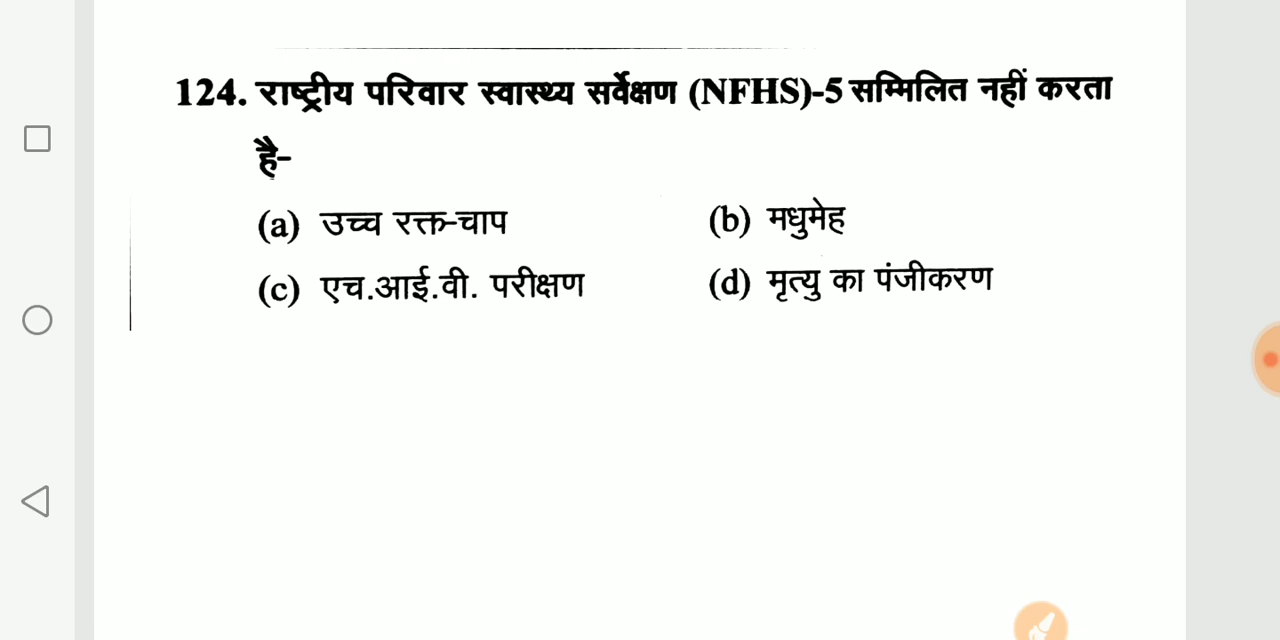 124. राष्ट्रीय परिवार स्वास्थ्य सर्वेक्षण (NFHS)-5 सम्मिलित नहीं करता
है-
(a) उच्च रक्त-चाप (b) मधुमेह
(c) एच.आई.वी. परीक्षण (d) मृत्यु का पंजीकरण